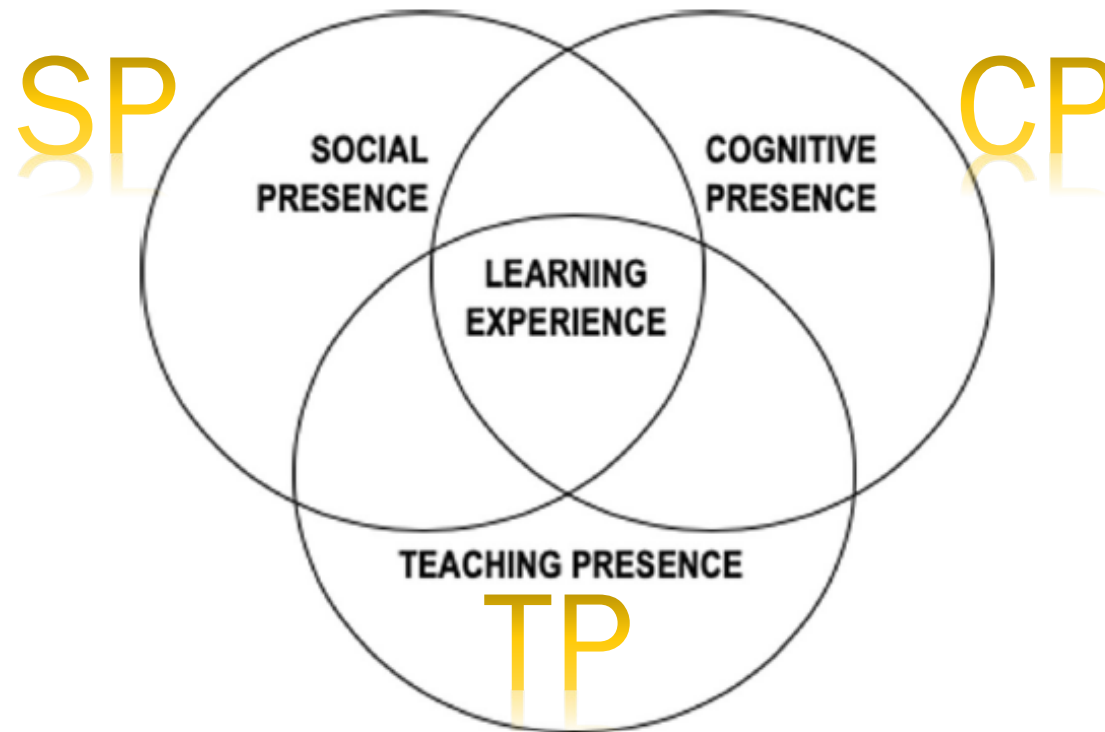 SP
CP
SOCIAL
PRESENCE
COGNITIVE
PRESENCE
LEARNING
EXPERIENCE
TEACHING PRESENCE
TP